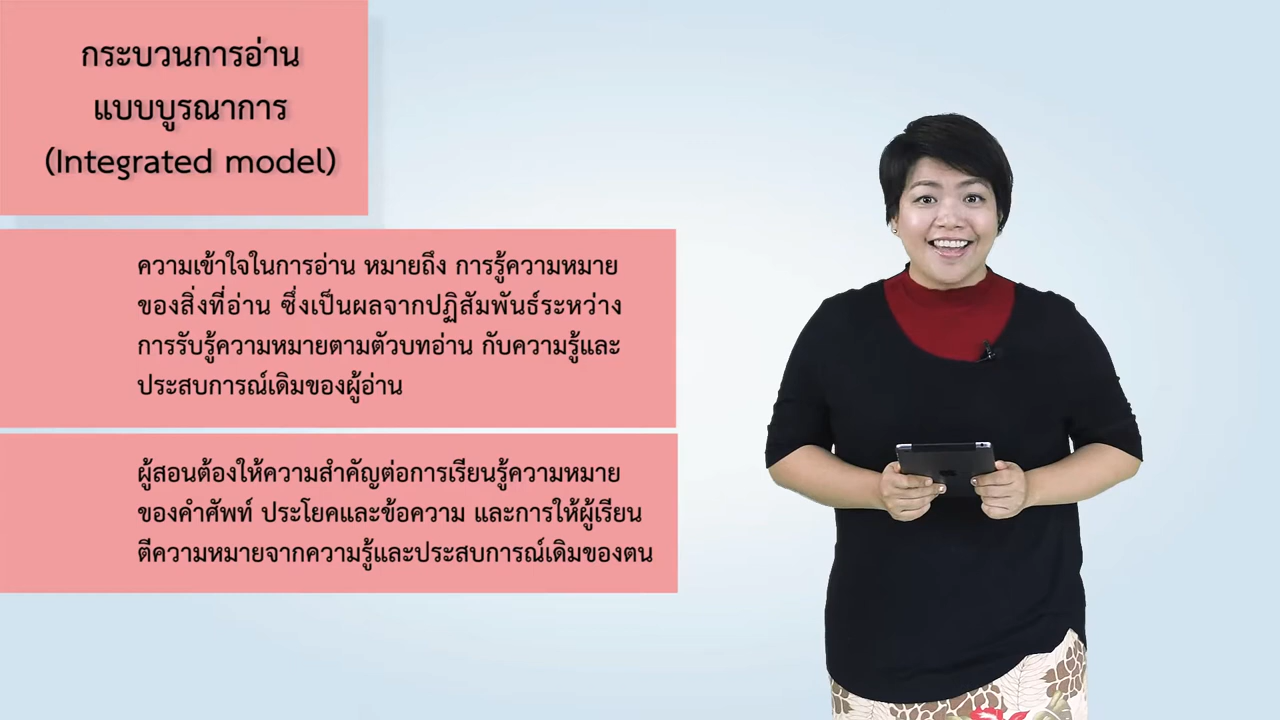 กระบวนการอ่าน
แบบบูรณาการ
(Integrated model)
ความเข้าใจในการอ่าน หมายถึง การรู้ความหมาย
ของสิ่งที่อ่าน ซึ่งเป็นผลจากปฏิสัมพันธ์ระหว่าง
การรับรู้ความหมายตามตัวบทอ่าน กับความรู้และ
ประสบการณ์เดิมของผู้อ่าน
ผู้สอนต้องให้ความสำคัญต่อการเรียนรู้ความหมาย
ของคำศัพท์ ประโยคและข้อความ และการให้ผู้เรียน
ตีความหมายจากความรู้และประสบการณ์เดิมของตน